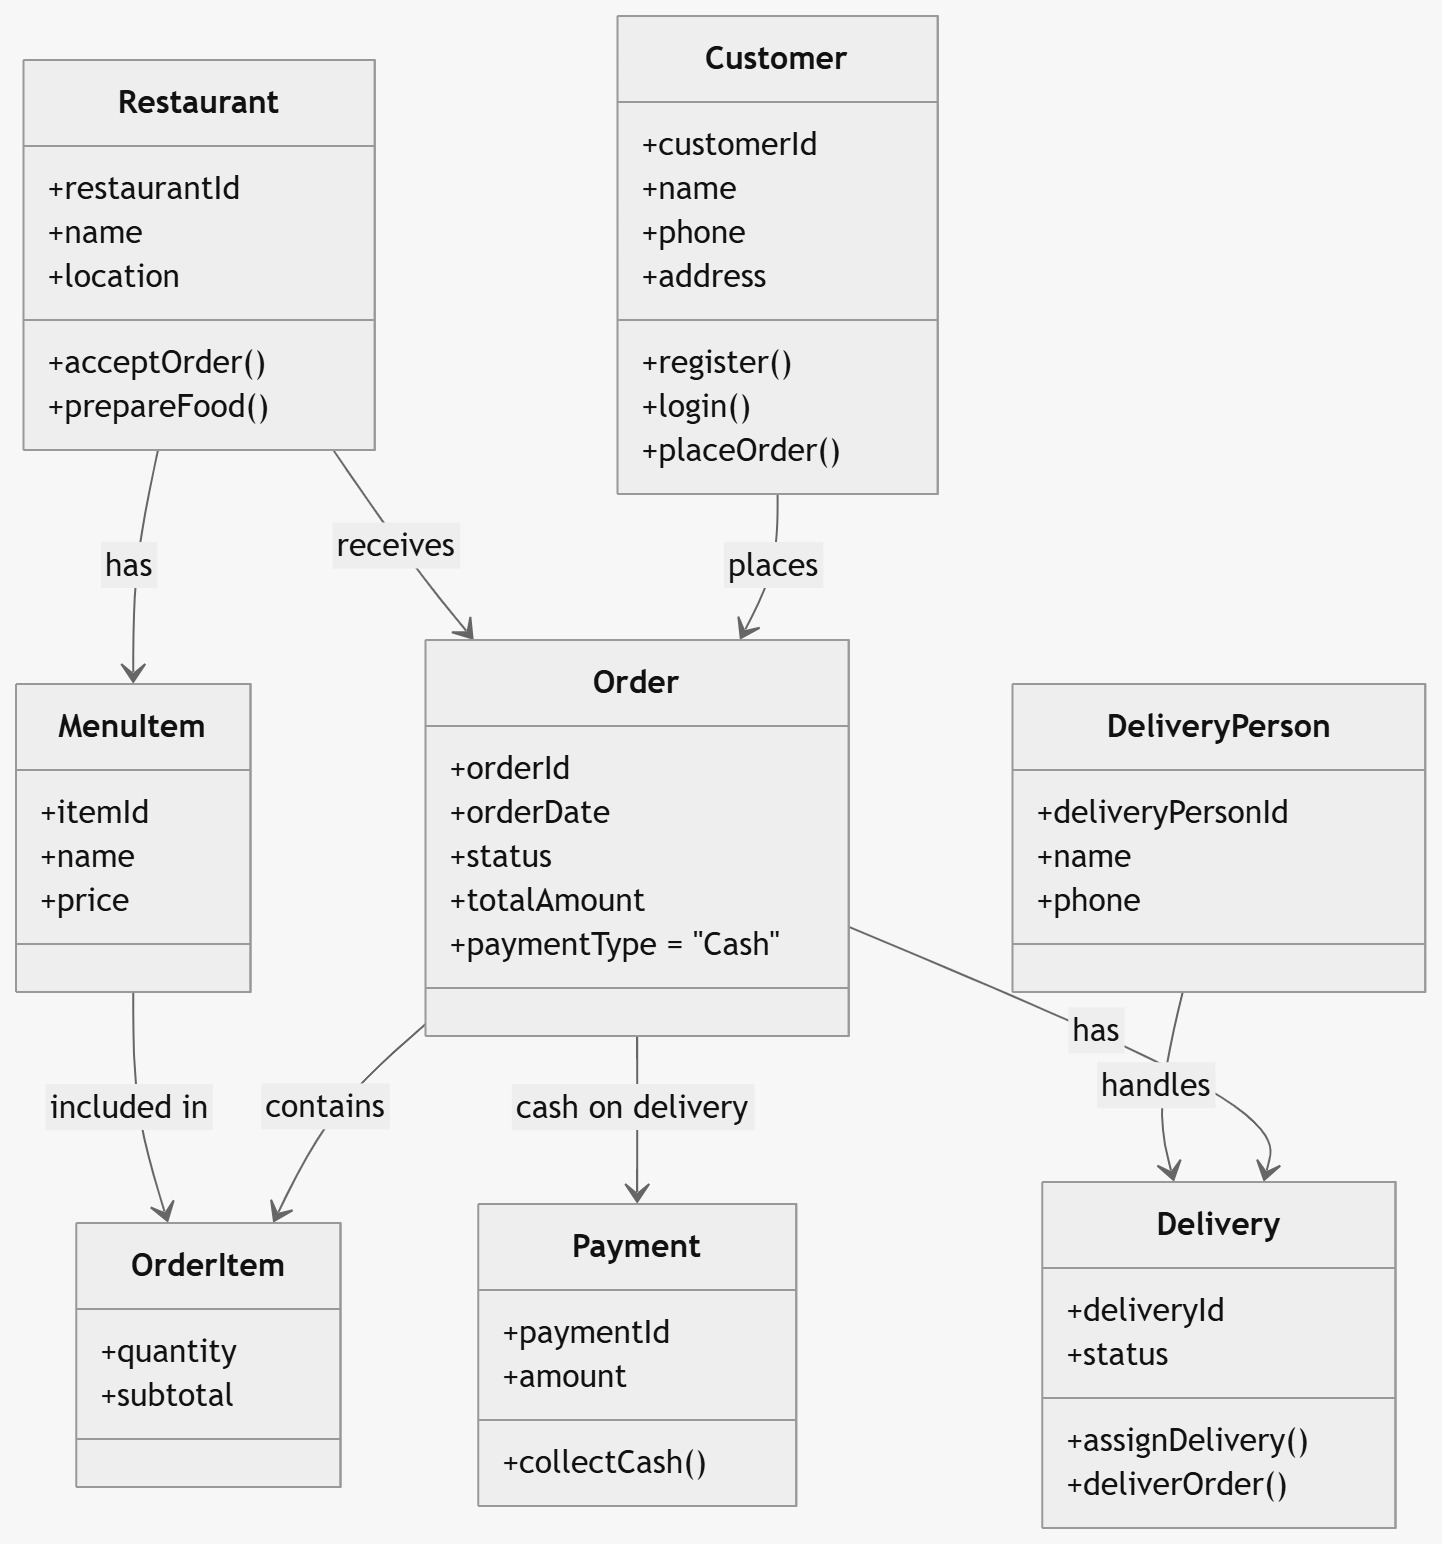 Restaurant
+restaurantId
+name
+location
+acceptOrder()
+prepareFood()
Customer
+customerId
+name
+phone
+address
+register()
+login()
+placeOrder()
has
receives
places
MenuItem
+itemId
+name
+price
Order
+orderId
+orderDate
+status
+totalAmount
+paymentType = "Cash"
DeliveryPerson
+deliveryPersonId
+name
+phone
included in
contains
cash on delivery
has
handles
OrderItem
+quantity
+subtotal
Payment
+paymentId
+amount
+collectCash()
Delivery
+deliveryId
+status
+assignDelivery()
+deliverOrder()